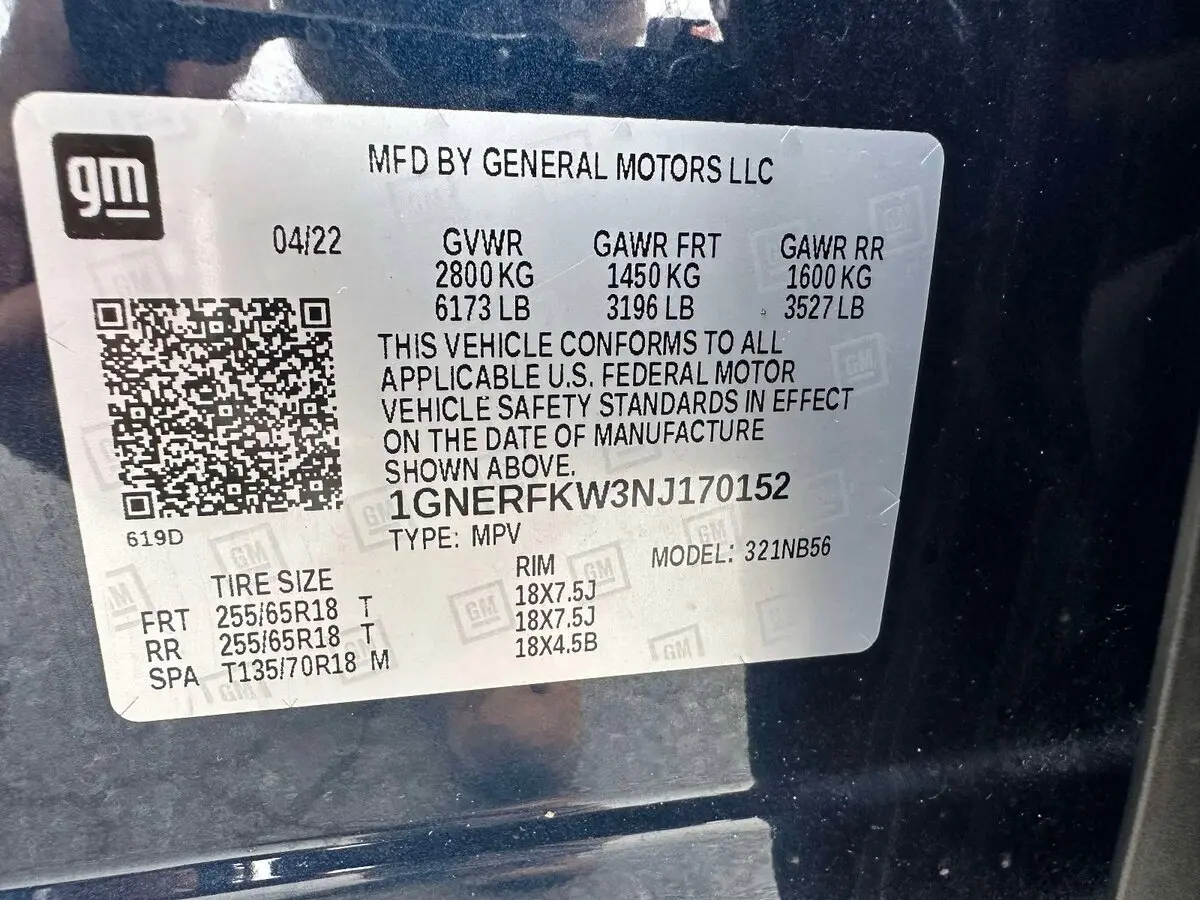 gm
MFD BY GENERAL MOTORS LLC
04/22 GVWR GAWR FRT GAWR RR
2800 KG 1450 KG 1600 KG
6173 LB 3196 LB 3527 LB
THIS VEHICLE CONFORMS TO ALL
APPLICABLE U.S. FEDERAL MOTOR
VEHICLE SAFETY STANDARDS IN EFFECT
ON THE DATE OF MANUFACTURE
SHOWN ABOVE.
1GNERFKW3NJ170152
619D
TYPE: MPV MODEL: 321NB56
TIRE SIZE RIM
FRT 255/65R18 T 18X7.5J
RR 255/65R18 T 18X7.5J
SPA T135/70R18 M 18X4.5B